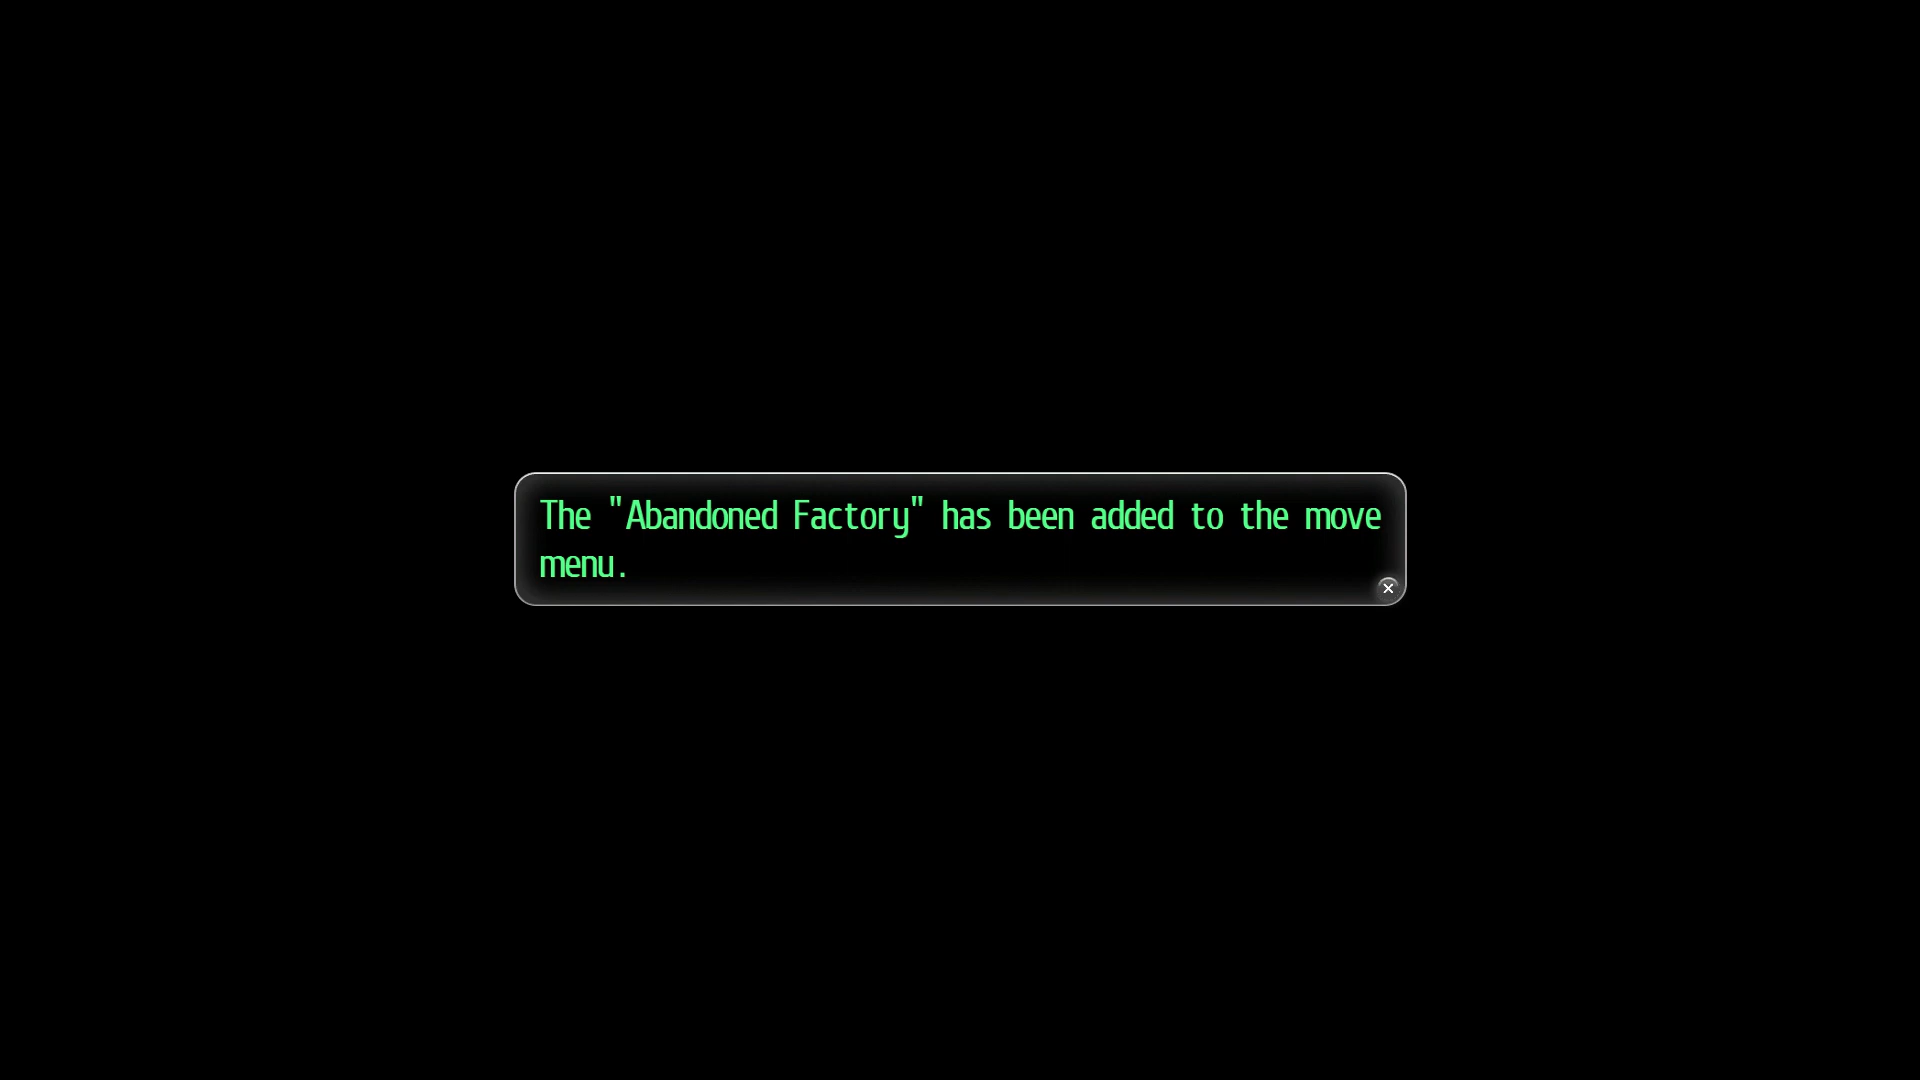 The "Abandoned Factory" has been added to the move
menu.